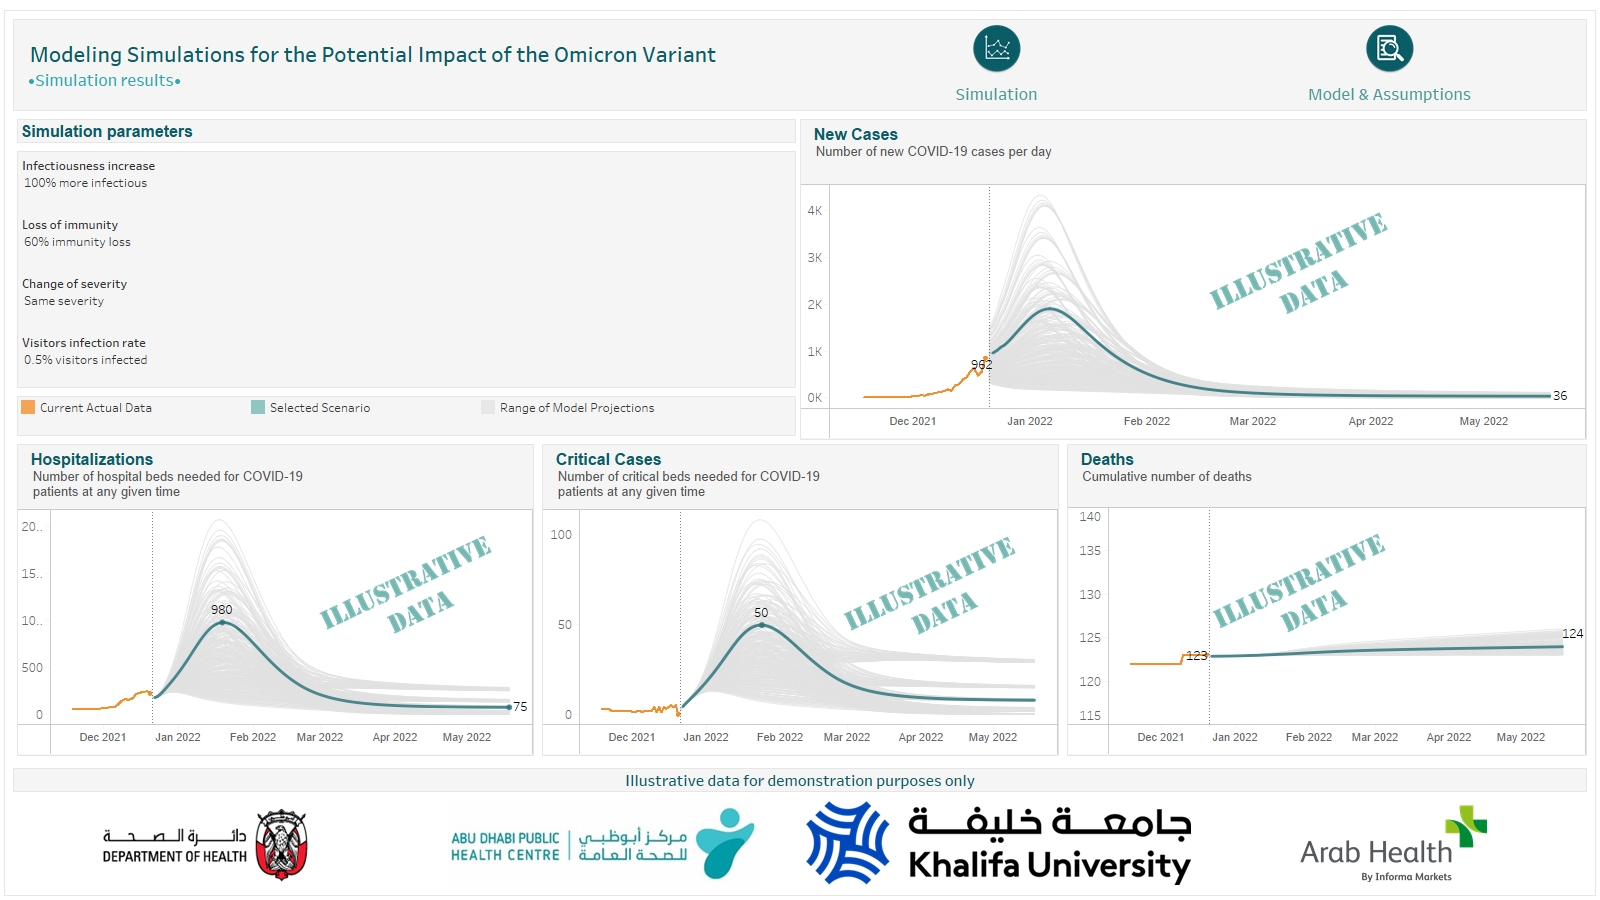 Modeling Simulations for the Potential Impact of the Omicron Variant
•Simulation results•
Simulation
Model & Assumptions
Simulation parameters
Infectiousness increase
100% more infectious
Loss of immunity
60% immunity loss
Change of severity
Same severity
Visitors infection rate
0.5% visitors infected
Current Actual Data
Selected Scenario
Range of Model Projections
New Cases
Number of new COVID-19 cases per day
4K
3K
2K
1K
0K
962
36
ILLUSTRATIVE
DATA
Dec 2021
Jan 2022
Feb 2022
Mar 2022
Apr 2022
May 2022
Hospitalizations
Number of hospital beds needed for COVID-19
patients at any given time
20..
15..
10..
500
0
980
75
ILLUSTRATIVE
DATA
Dec 2021
Jan 2022
Feb 2022
Mar 2022
Apr 2022
May 2022
Critical Cases
Number of critical beds needed for COVID-19
patients at any given time
100
50
0
50
ILLUSTRATIVE
DATA
Dec 2021
Jan 2022
Feb 2022
Mar 2022
Apr 2022
May 2022
Deaths
Cumulative number of deaths
140
135
130
125
120
115
123
124
ILLUSTRATIVE
DATA
Dec 2021
Jan 2022
Feb 2022
Mar 2022
Apr 2022
May 2022
Illustrative data for demonstration purposes only
دائرة الصحة
DEPARTMENT OF HEALTH
ABU DHABI PUBLIC
HEALTH CENTRE
مركز أبوظبي
للصحة العامة
جامعة خليفة
Khalifa University
Arab Health
By Informa Markets